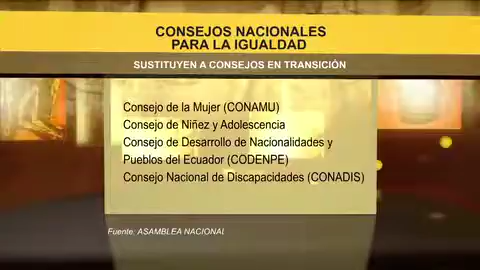 CONSEJOS NACIONALES
PARA LA IGUALDAD
SUSTITUYEN A CONSEJOS EN TRANSICIÓN
Consejo de la Mujer (CONAMU)
Consejo de Niñez y Adolescencia
Consejo de Desarrollo de Nacionalidades y
Pueblos del Ecuador (CODENPE)
Consejo Nacional de Discapacidades (CONADIS)
Fuente: ASAMBLEA NACIONAL